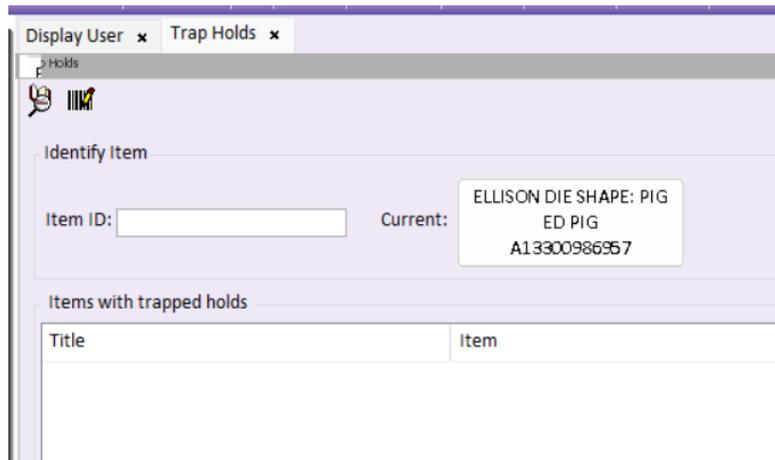 Display User x Trap Holds x
Holds
Identify Item
Item ID:
Current:
ELLISON DIE SHAPE: PIG
ED PIG
A13300986957
Items with trapped holds
Title Item